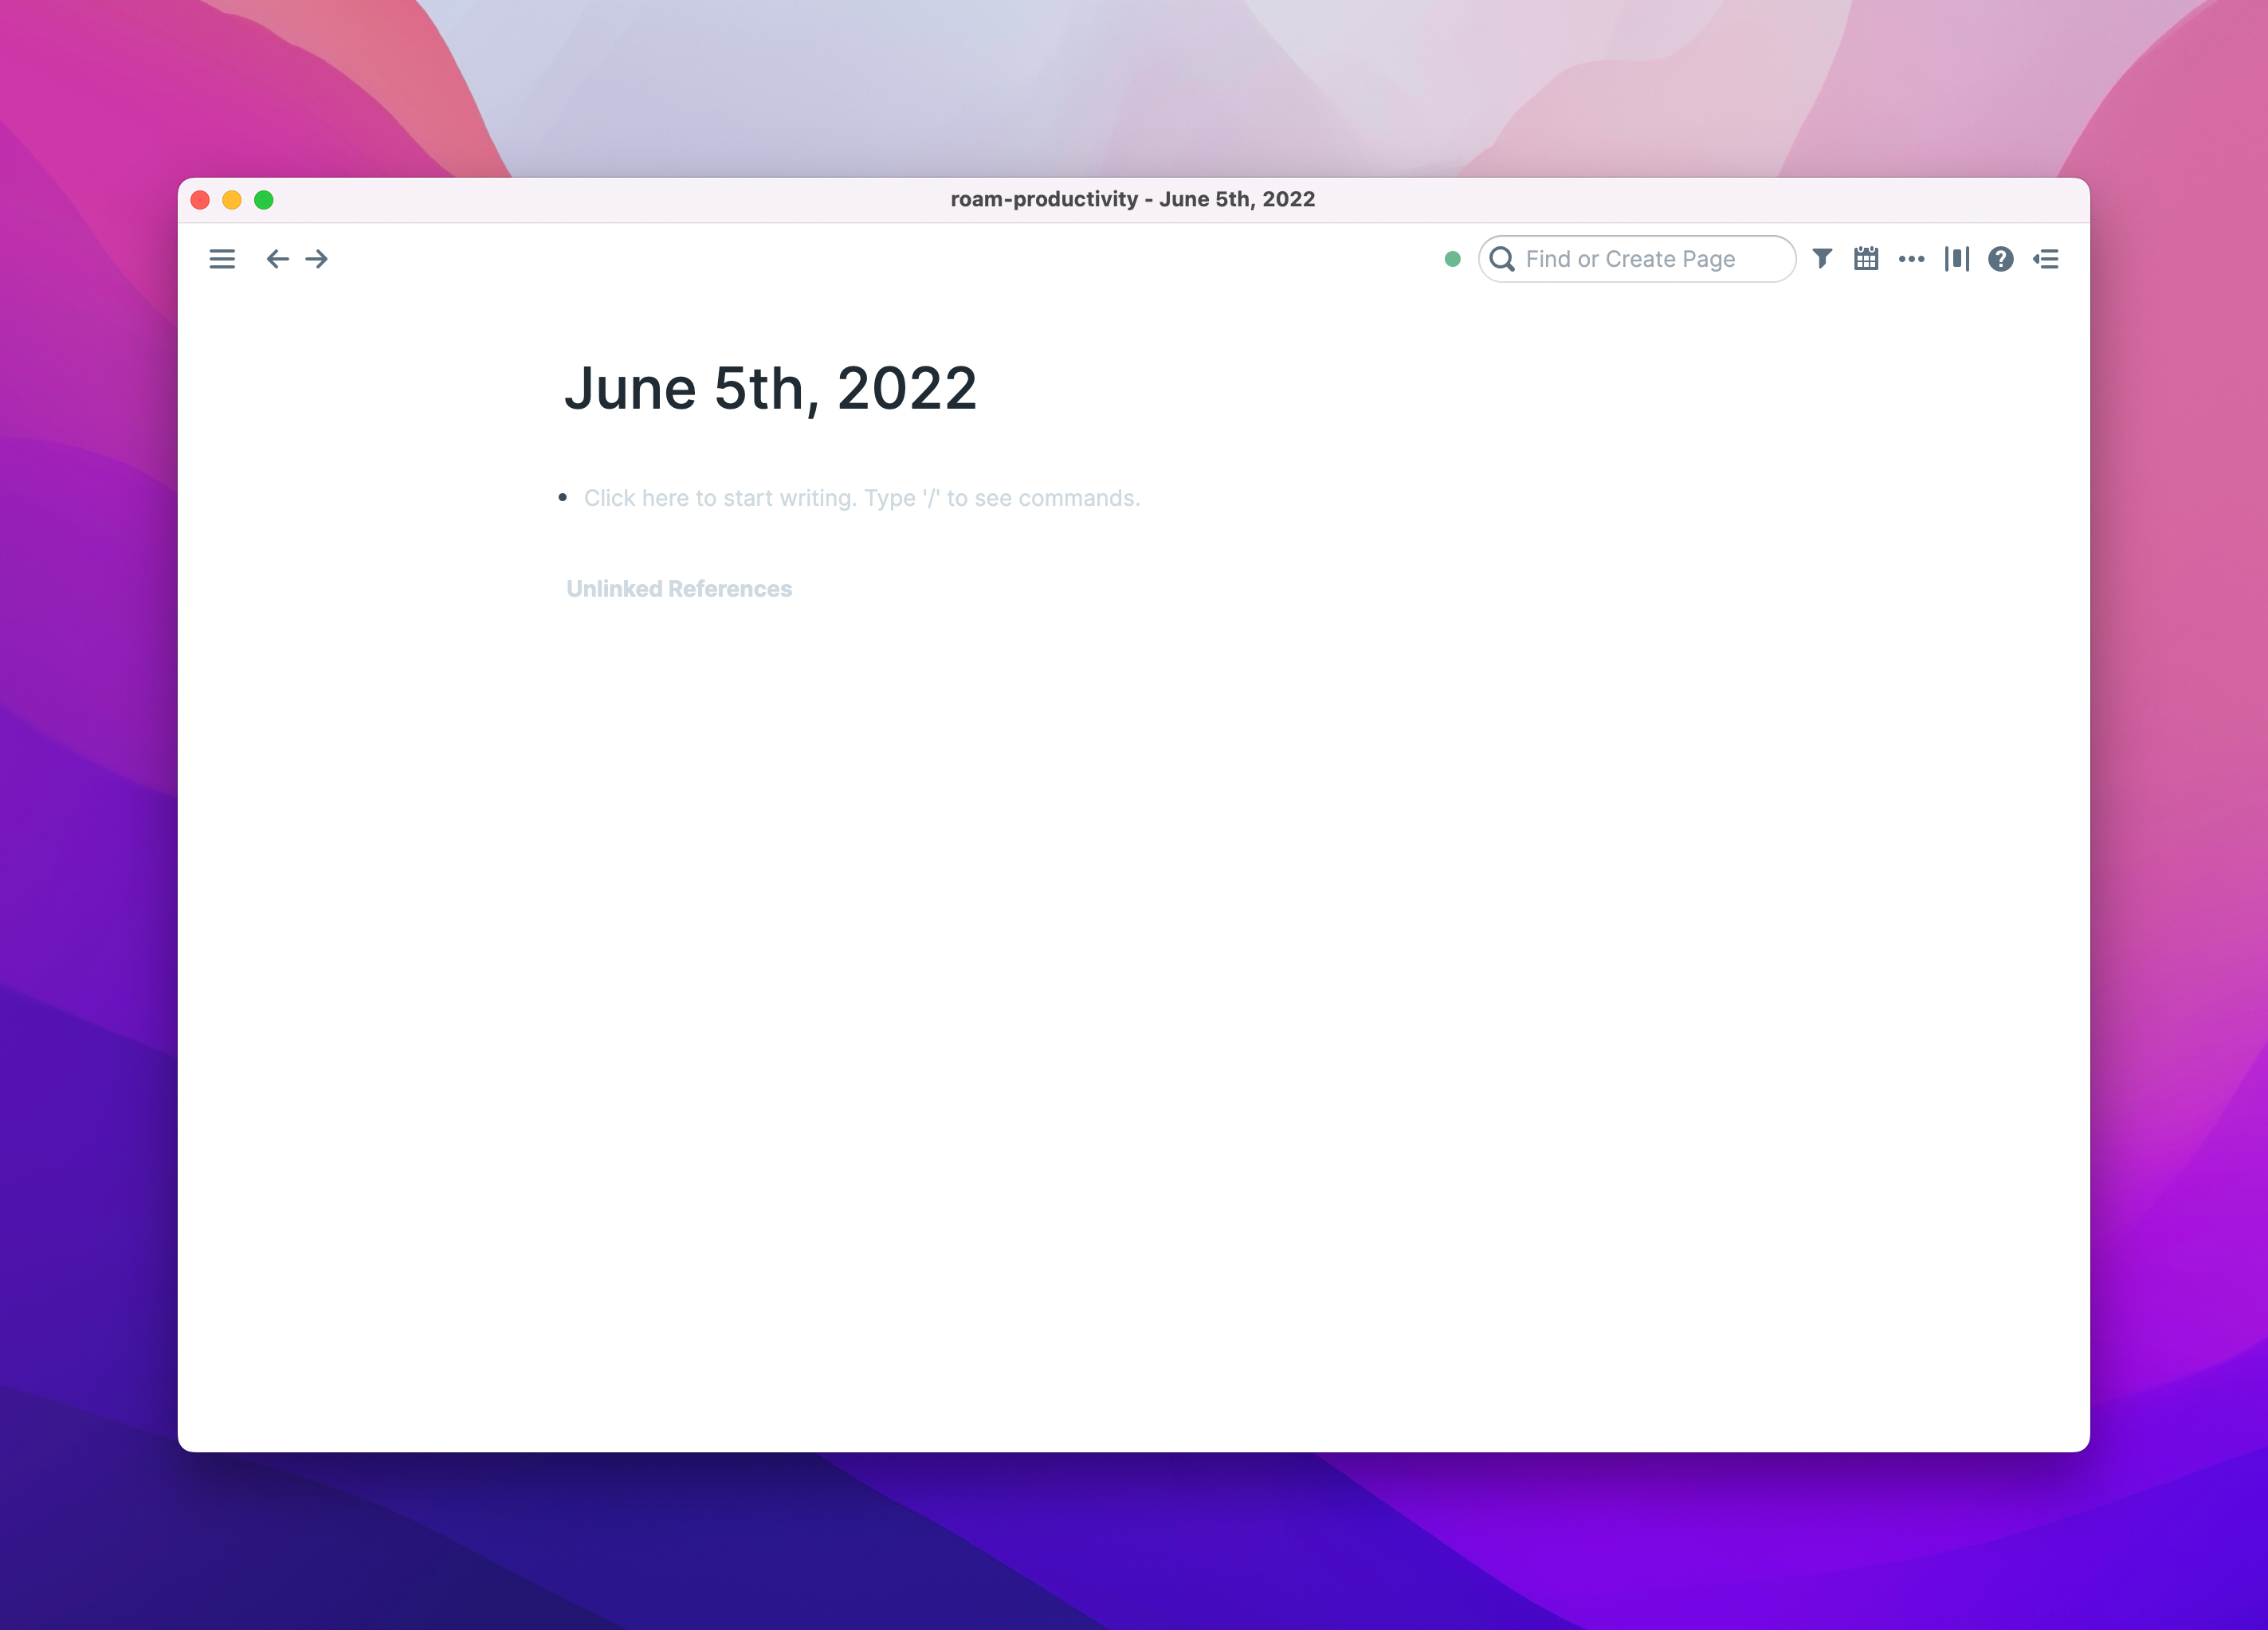 roam-productivity - June 5th, 2022
Find or Create Page
June 5th, 2022
Click here to start writing. Type '/' to see commands.
Unlinked References